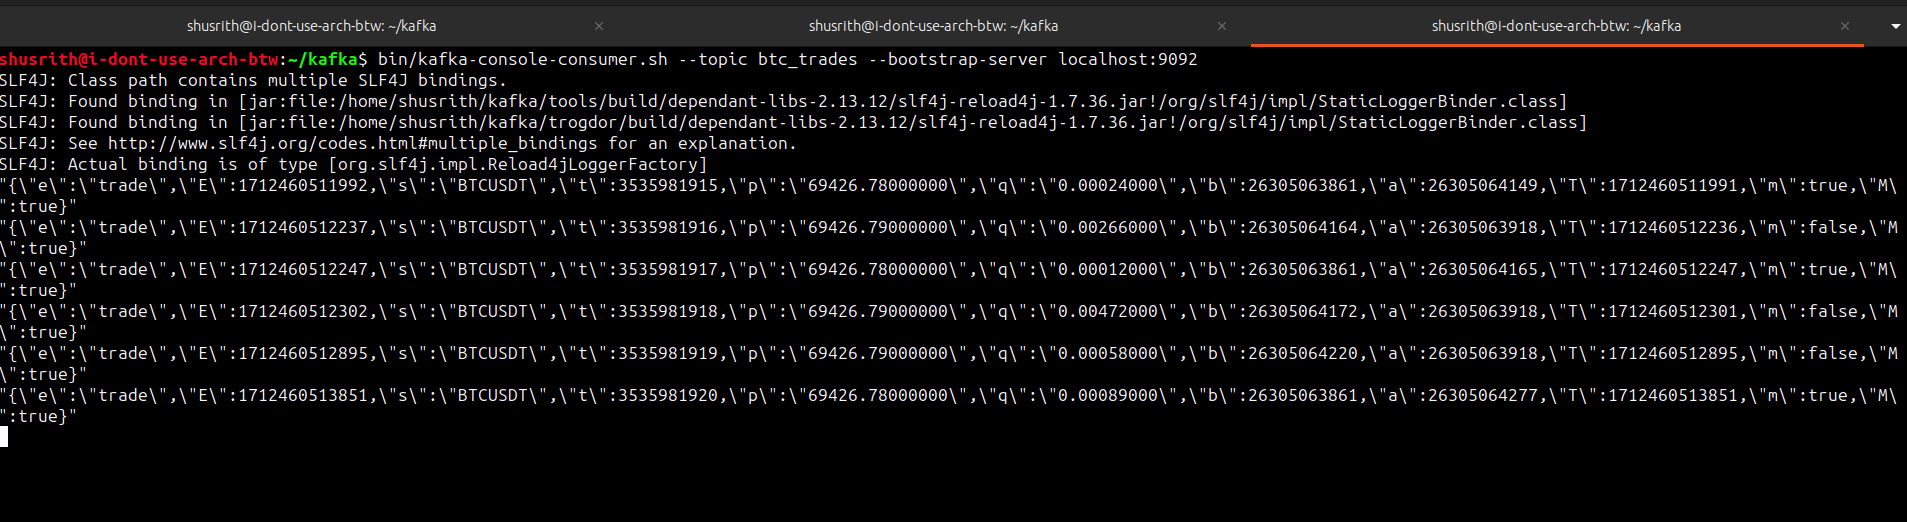 shusrith@i-dont-use-arch-btw: ~/kafka × shusrith@i-dont-use-arch-btw: ~/kafka × shusrith@i-dont-use-arch-btw: ~/kafka ×
shusrith@i-dont-use-arch-btw:~/kafka$ bin/kafka-console-consumer.sh --topic btc_trades --bootstrap-server localhost:9092
SLF4J: Class path contains multiple SLF4J bindings.
SLF4J: Found binding in [jar:file:/home/shusrith/kafka/tools/build/dependant-libs-2.13.12/slf4j-reload4j-1.7.36.jar!/org/slf4j/impl/StaticLoggerBinder.class]
SLF4J: Found binding in [jar:file:/home/shusrith/kafka/trogdor/build/dependant-libs-2.13.12/slf4j-reload4j-1.7.36.jar!/org/slf4j/impl/StaticLoggerBinder.class]
SLF4J: See http://www.slf4j.org/codes.html#multiple_bindings for an explanation.
SLF4J: Actual binding is of type [org.slf4j.impl.Reload4jLoggerFactory]
"{\"e\":\"trade\",\"E\":1712460511992,\"s\":\"BTCUSDT\",\"t\":3535981915,\"p\":\"69426.78000000\",\"q\":\"0.00024000\",\"b\":26305063861,\"a\":26305064149,\"T\":1712460511991,\"m\":true,\"M\
":true}"
"{\"e\":\"trade\",\"E\":1712460512237,\"s\":\"BTCUSDT\",\"t\":3535981916,\"p\":\"69426.79000000\",\"q\":\"0.00266000\",\"b\":26305064164,\"a\":26305063918,\"T\":1712460512236,\"m\":false,\"M
\":true}"
"{\"e\":\"trade\",\"E\":1712460512247,\"s\":\"BTCUSDT\",\"t\":3535981917,\"p\":\"69426.78000000\",\"q\":\"0.00012000\",\"b\":26305063861,\"a\":26305064165,\"T\":1712460512247,\"m\":true,\"M\
":true}"
"{\"e\":\"trade\",\"E\":1712460512302,\"s\":\"BTCUSDT\",\"t\":3535981918,\"p\":\"69426.79000000\",\"q\":\"0.00472000\",\"b\":26305064172,\"a\":26305063918,\"T\":1712460512301,\"m\":false,\"M
\":true}"
"{\"e\":\"trade\",\"E\":1712460512895,\"s\":\"BTCUSDT\",\"t\":3535981919,\"p\":\"69426.79000000\",\"q\":\"0.00058000\",\"b\":26305064220,\"a\":26305063918,\"T\":1712460512895,\"m\":false,\"M
\":true}"
"{\"e\":\"trade\",\"E\":1712460513851,\"s\":\"BTCUSDT\",\"t\":3535981920,\"p\":\"69426.78000000\",\"q\":\"0.00089000\",\"b\":26305063861,\"a\":26305064277,\"T\":1712460513851,\"m\":true,\"M\
":true}"